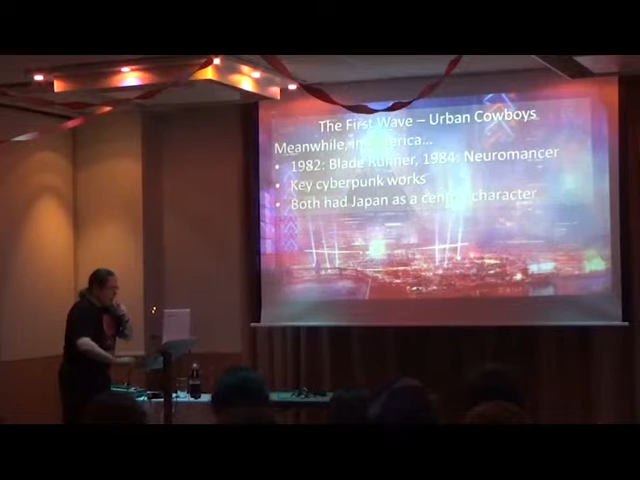 The First Wave – Urban Cowboys
Meanwhile, in America...
• 1982: Blade Runner, 1984: Neuromancer
• Key cyberpunk works
• Both had JAPAN as a central character